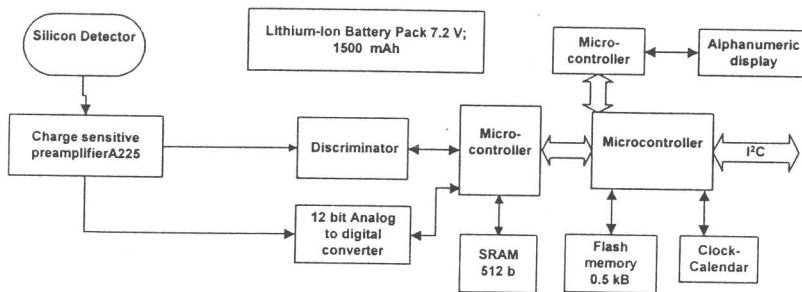 Silicon Detector
Lithium-Ion Battery Pack 7.2 V;
1500 mAh
Micro-
controller
Alphanumeric
display
Charge sensitive
preamplifierA225
Discriminator
Micro-
controller
Microcontroller
I²C
12 bit Analog
to digital
converter
SRAM
512 b
Flash
memory
0.5 kB
Clock-
Calendar